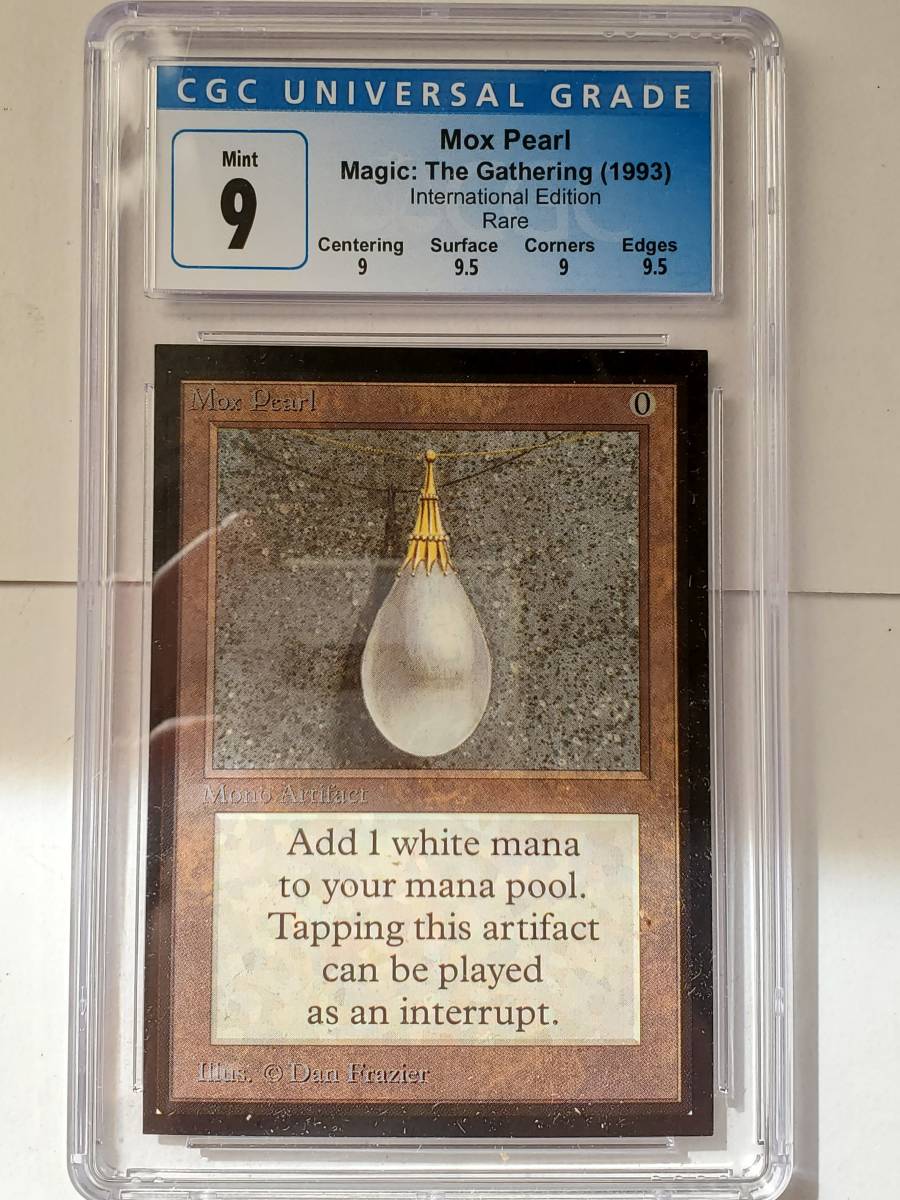 CGC UNIVERSAL GRADE
Mint
9
Mox Pearl
Magic: The Gathering (1993)
International Edition
Rare
Centering Surface Corners Edges
9 9.5 9 9.5
Mox Pearl 0
Mono Artifact
Add 1 white mana
to your mana pool.
Tapping this artifact
can be played
as an interrupt.
Illus. © Dan Frazier